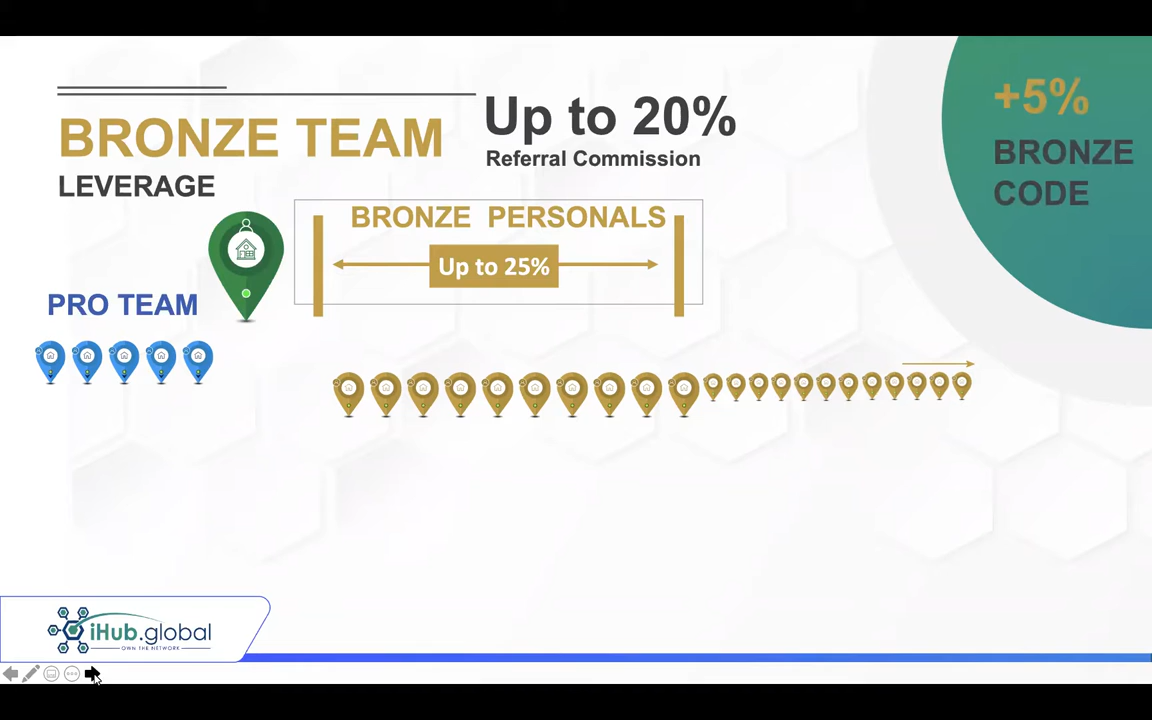 BRONZE TEAM
LEVERAGE
Up to 20%
Referral Commission
+5%
BRONZE
CODE
BRONZE PERSONALS
Up to 25%
PRO TEAM
iHub.global
OWN THE NETWORK